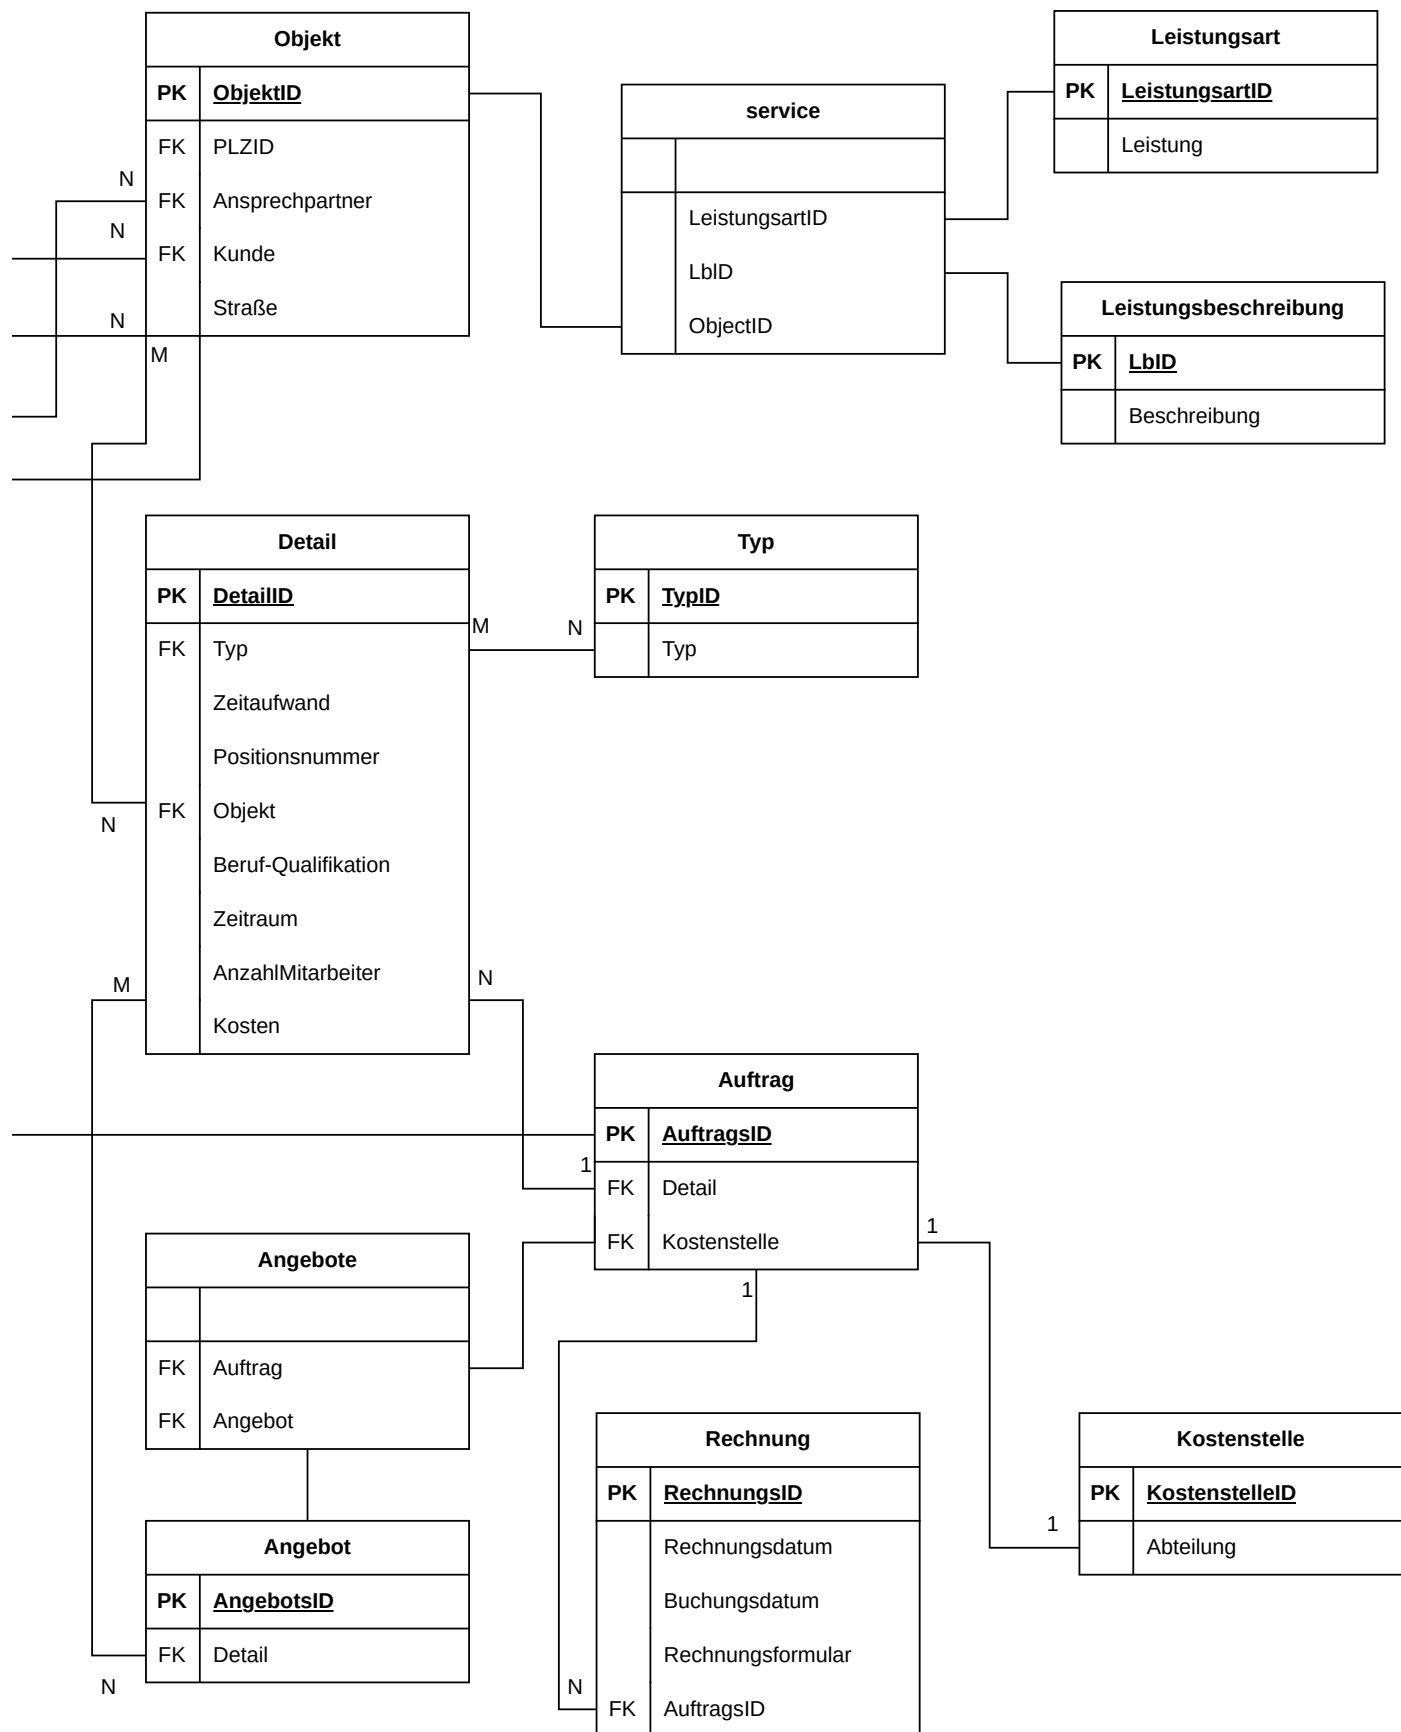 Objekt
PK ObjektID
FK PLZID
FK Ansprechpartner
FK Kunde
Straße
N
N
N
M
service
LeistungsartID
LbID
ObjectID
Leistungsart
PK LeistungsartID
Leistung
Leistungsbeschreibung
PK LbID
Beschreibung
Detail
PK DetailID
FK Typ
Zeitaufwand
Positionsnummer
FK Objekt
Beruf-Qualifikation
Zeitraum
AnzahlMitarbeiter
Kosten
M
N
N
M
N
Typ
PK TypID
Typ
Auftrag
PK AuftragsID
FK Detail
FK Kostenstelle
1
1
1
Angebote
FK Auftrag
FK Angebot
Angebot
PK AngebotsID
FK Detail
N
Rechnung
PK RechnungsID
Rechnungsdatum
Buchungsdatum
Rechnungsformular
FK AuftragsID
N
Kostenstelle
PK KostenstelleID
Abteilung
1